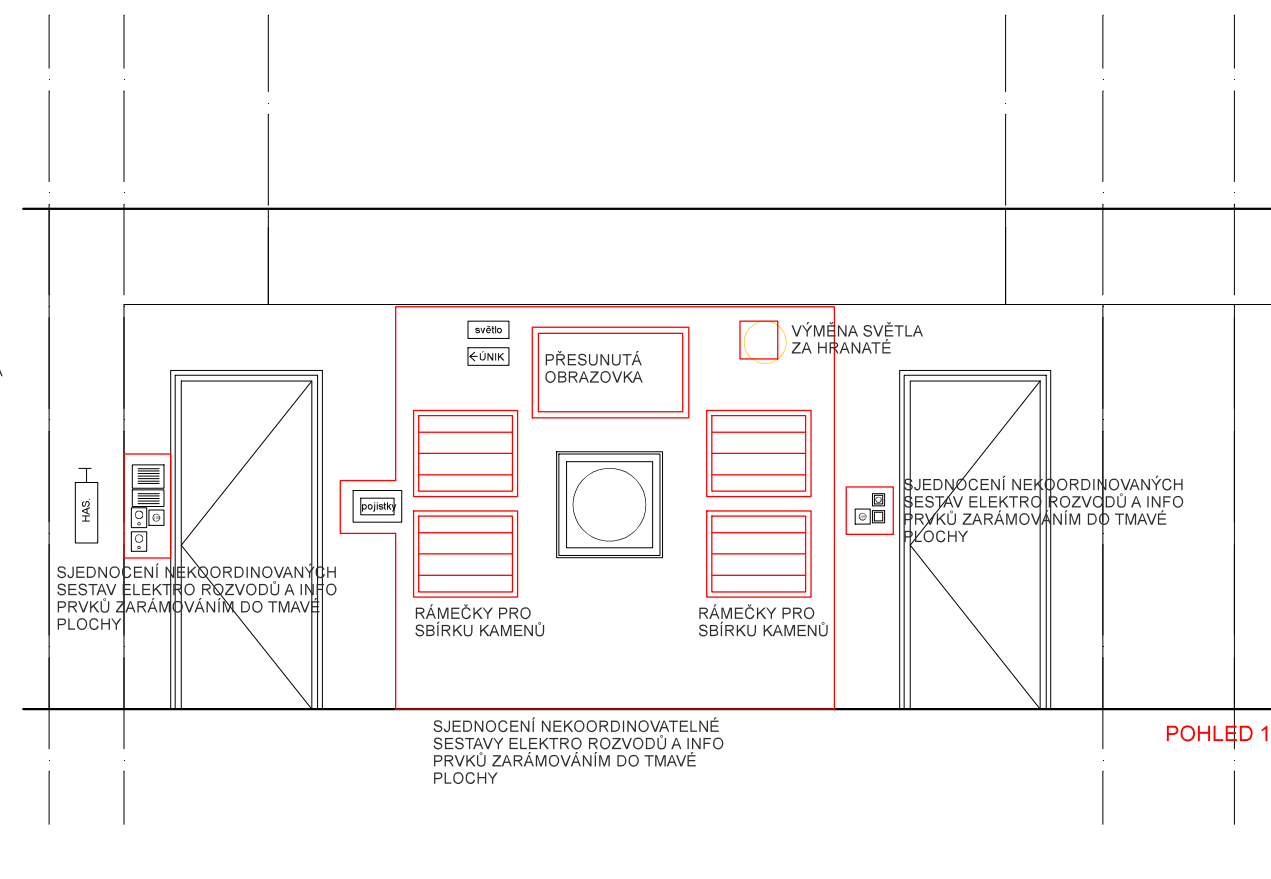 světlo
ÚNIK
PŘESUNUTÁ
OBRAZOVKA
VÝMĚNA SVĚTLA
ZA HRANATÉ
HAS.
pojistky
SJEDNOCENÍ NEKOORDINOVANÝCH
SESTAV ELEKTRO ROZVODŮ A INFO
PRVKŮ ZARÁMOVÁNÍM DO TMAVÉ
PLOCHY
SJEDNOCENÍ NEKOORDINOVANÝCH
SESTAV ELEKTRO ROZVODŮ A INFO
PRVKŮ ZARÁMOVÁNÍM DO TMAVÉ
PLOCHY
RÁMEČKY PRO
SBÍRKU KAMENŮ
RÁMEČKY PRO
SBÍRKU KAMENŮ
SJEDNOCENÍ NEKOORDINOVATELNÉ
SESTAVY ELEKTRO ROZVODŮ A INFO
PRVKŮ ZARÁMOVÁNÍM DO TMAVÉ
PLOCHY
POHLED 1